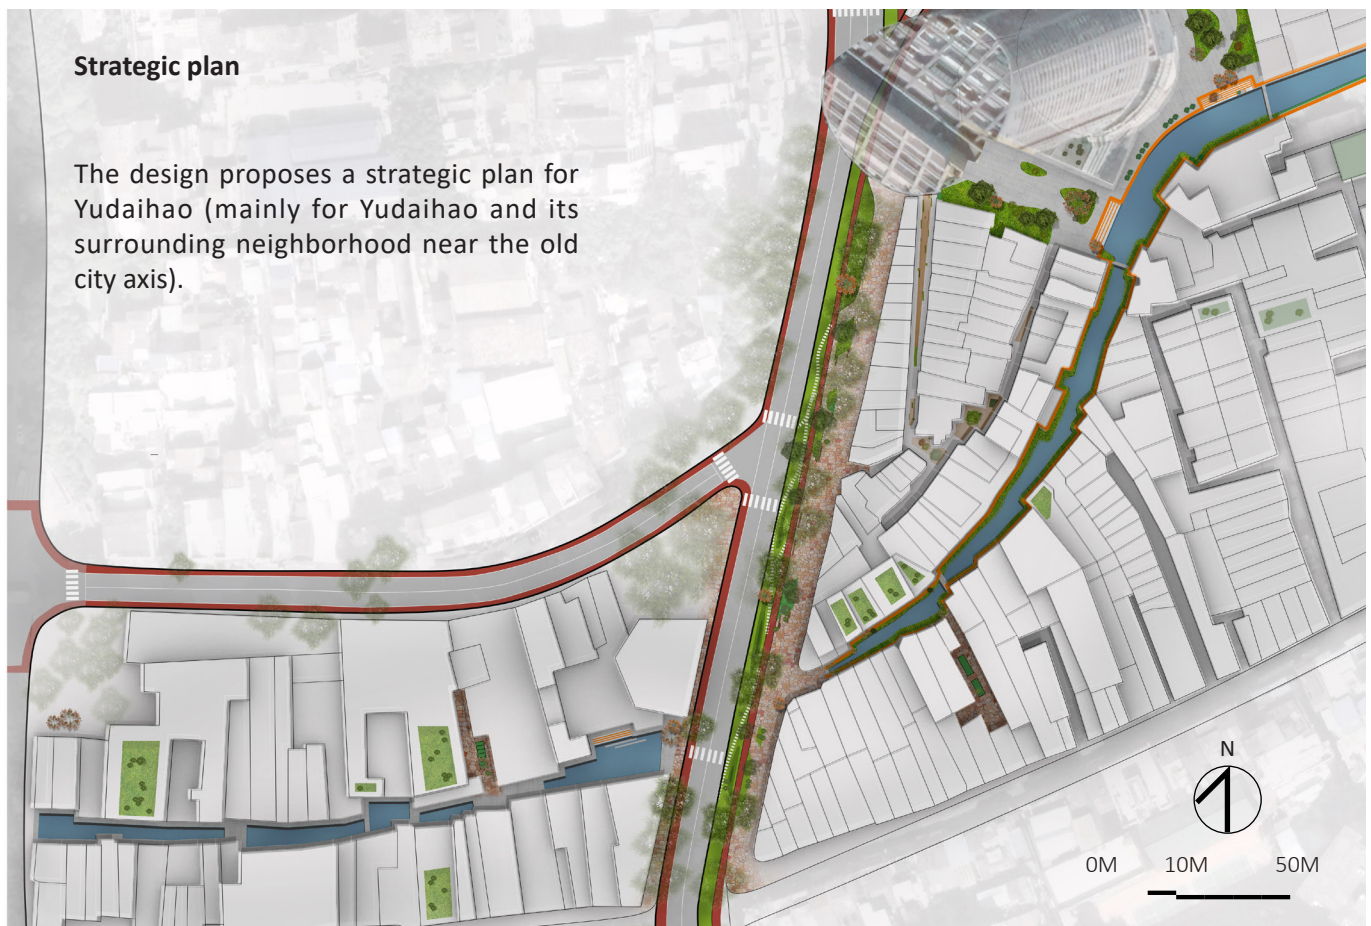 Strategic plan
The design proposes a strategic plan for
Yudaihao (mainly for Yudaihao and its
surrounding neighborhood near the old
city axis).
N
0M 10M 50M